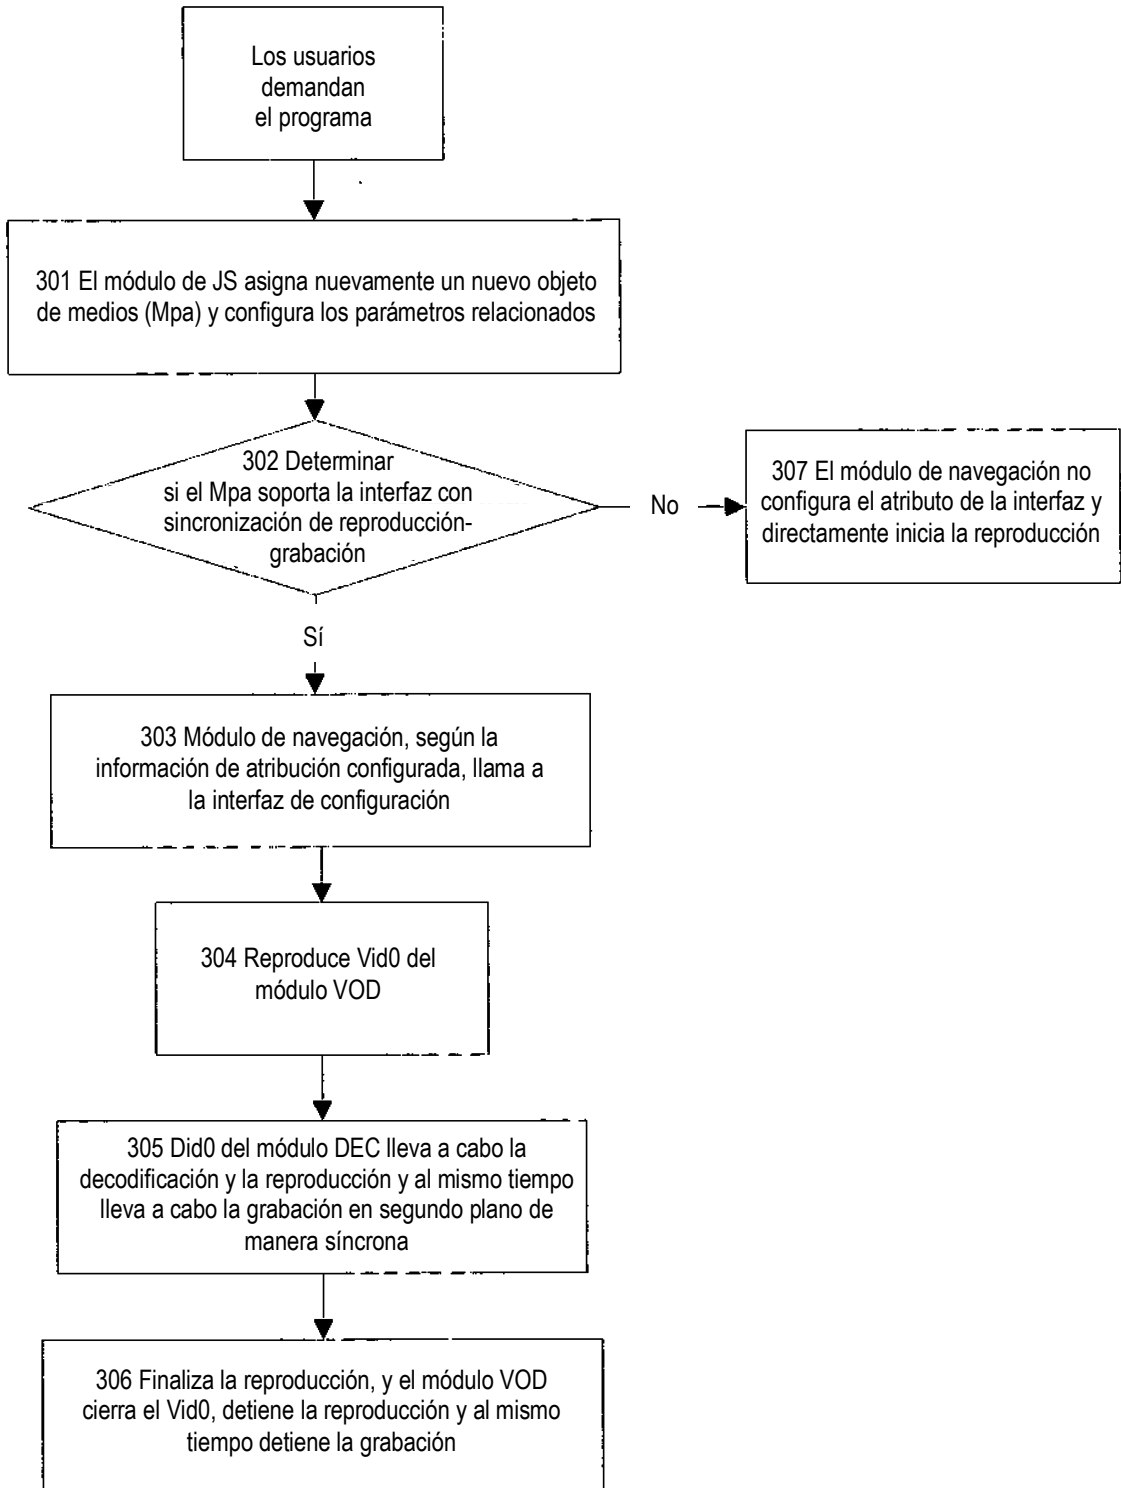 Los usuarios
demandan
el programa
301 El módulo de JS asigna nuevamente un nuevo objeto
de medios (Mpa) y configura los parámetros relacionados
302 Determinar
si el Mpa soporta la interfaz con
sincronización de reproducción-
grabación
No
307 El módulo de navegación no
configura el atributo de la interfaz y
directamente inicia la reproducción
Sí
303 Módulo de navegación, según la
información de atribución configurada, llama a
la interfaz de configuración
304 Reproduce Vid0 del
módulo VOD
305 Did0 del módulo DEC lleva a cabo la
decodificación y la reproducción y al mismo tiempo
lleva a cabo la grabación en segundo plano de
manera síncrona
306 Finaliza la reproducción, y el módulo VOD
cierra el Vid0, detiene la reproducción y al mismo
tiempo detiene la grabación